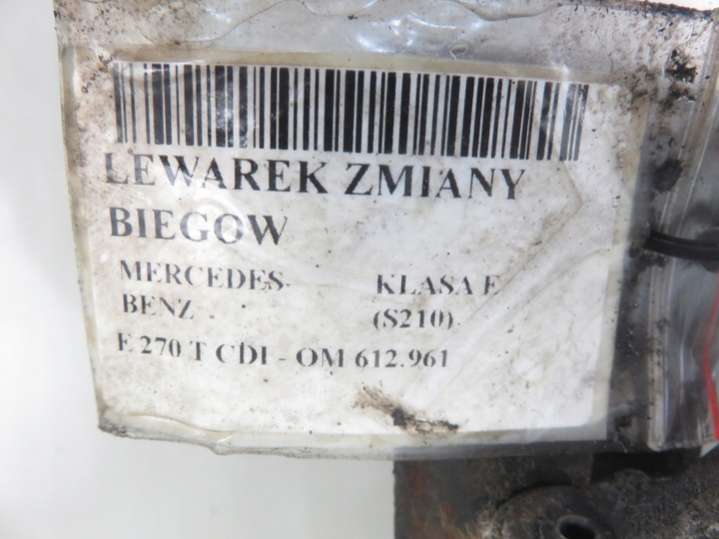 LEWAREK ZMIANY
BIEGOW
MERCEDES- KLASA E
BENZ (S210)
E 270 T CDI - OM 612.961